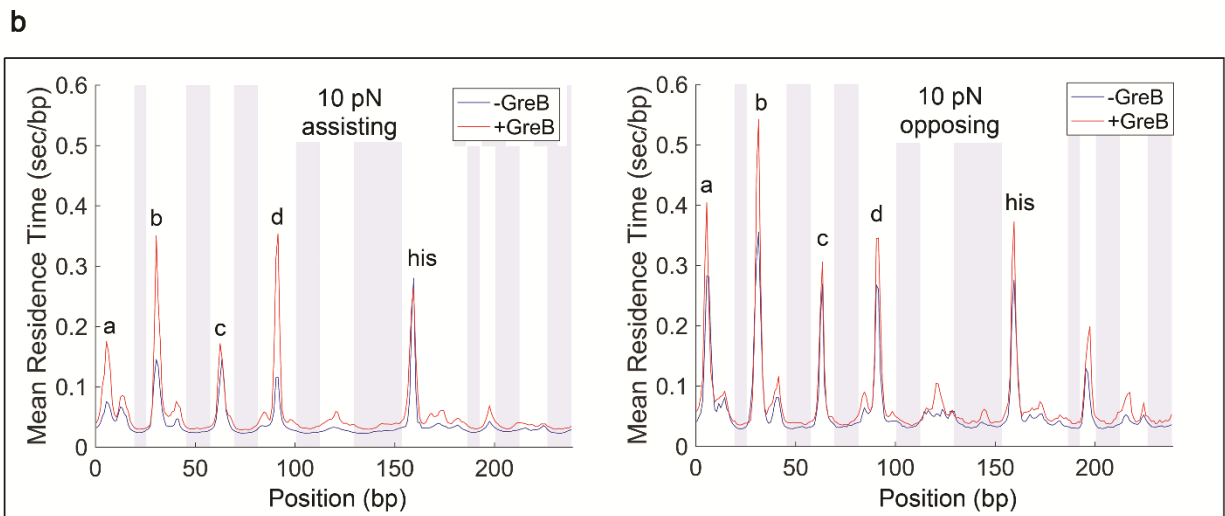 b
Mean Residence Time (sec/bp)
0.6
0.5
0.4
0.3
0.2
0.1
0
10 pN
assisting
-GreB
+GreB
a
b
c
d
his
0
50
100
150
200
Position (bp)
Mean Residence Time (sec/bp)
0.6
0.5
0.4
0.3
0.2
0.1
0
10 pN
opposing
-GreB
+GreB
a
b
c
d
his
0
50
100
150
200
Position (bp)